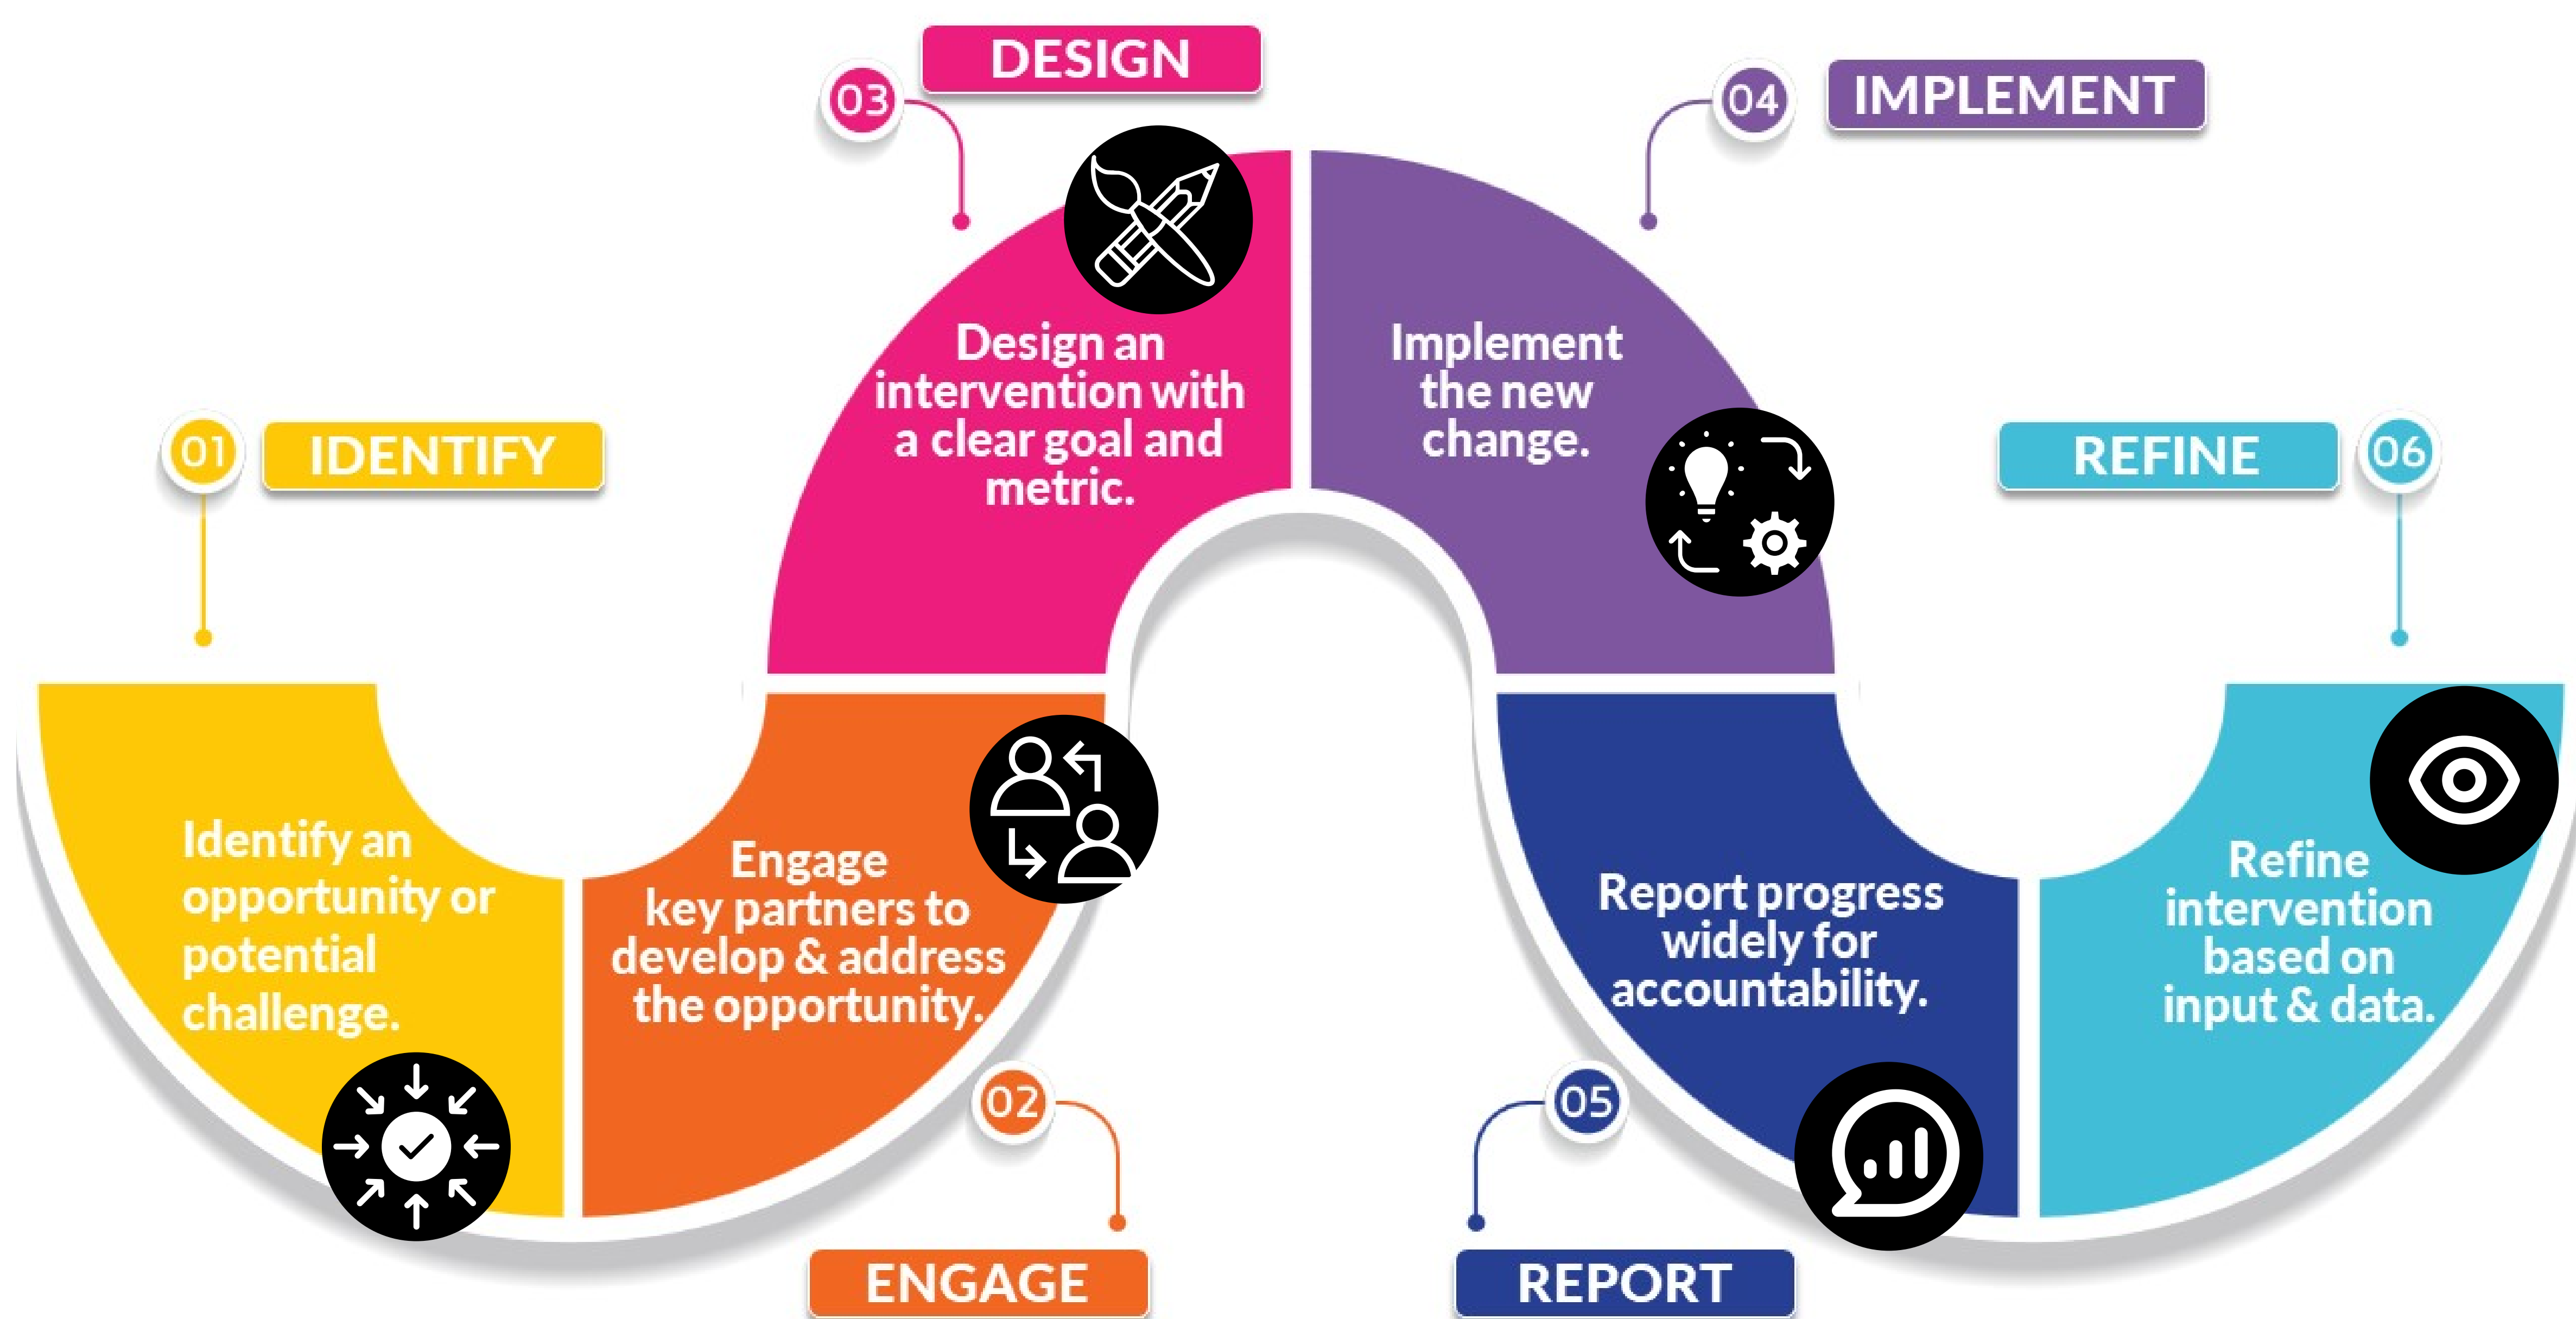 01
IDENTIFY
Identify an
opportunity or
potential
challenge.
02
ENGAGE
Engage
key partners to
develop & address
the opportunity.
03
DESIGN
Design an
intervention with
a clear goal and
metric.
04
IMPLEMENT
Implement
the new
change.
05
REPORT
Report progress
widely for
accountability.
06
REFINE
Refine
intervention
based on
input & data.